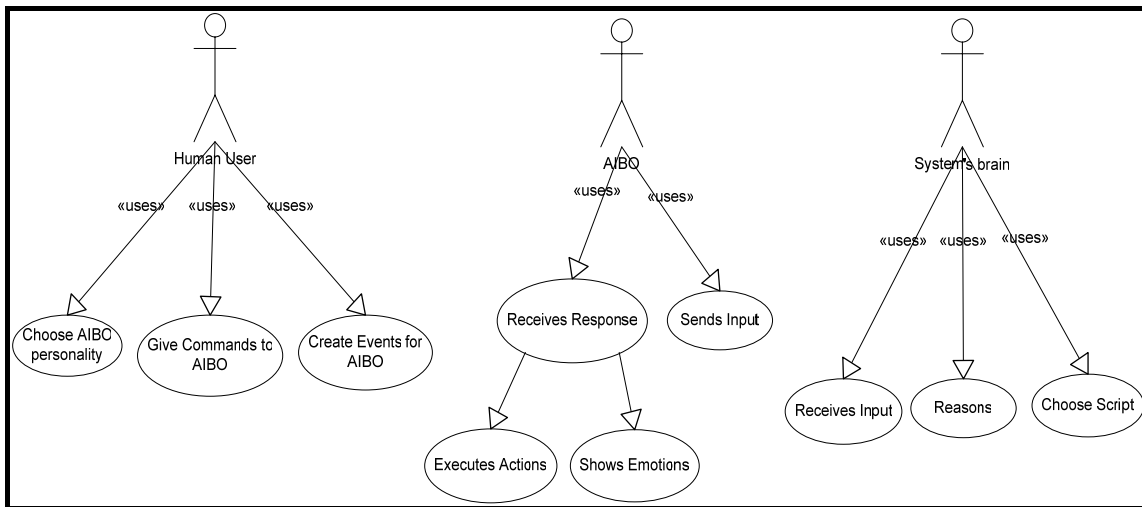 Human User
«uses»
«uses»
«uses»
Choose AIBO
personality
Give Commands to
AIBO
Create Events for
AIBO
AIBO
«uses»
«uses»
Receives Response
Sends Input
Executes Actions
Shows Emotions
System's brain
«uses»
«uses»
«uses»
Receives Input
Reasons
Choose Script